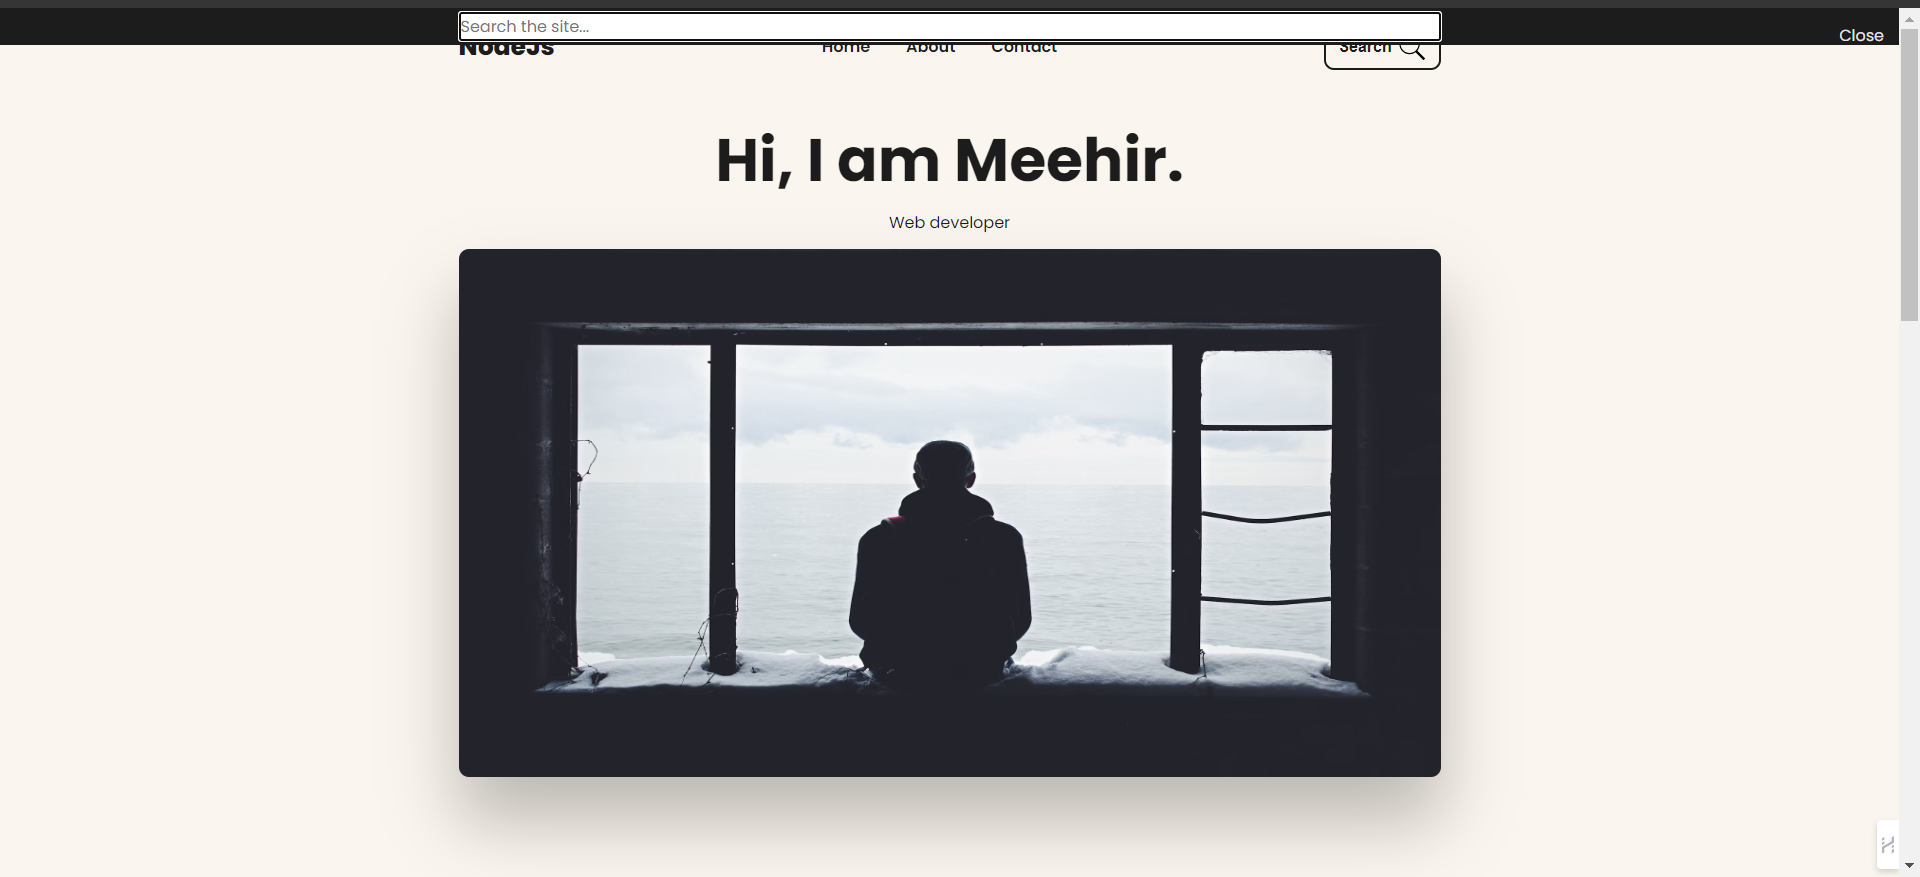 Search the site...
Close
NodeJs
Home About Contact
Search
Hi, I am Meehir.
Web developer